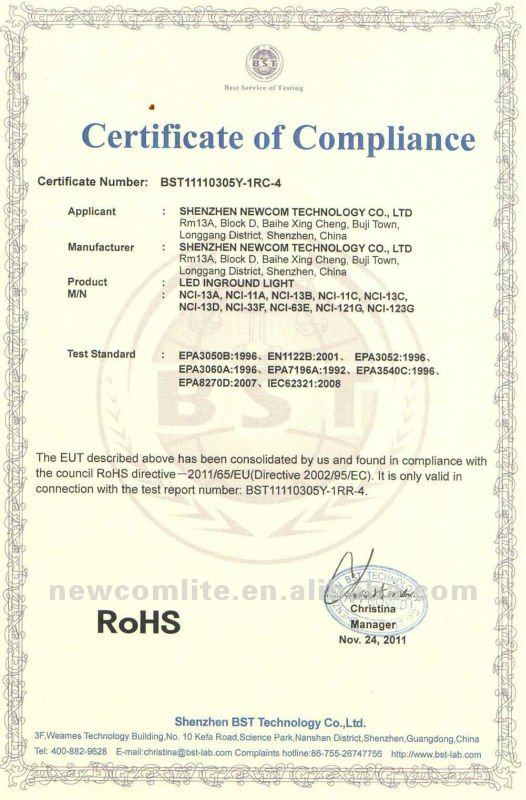 BST
Best Service of Testing
Certificate of Compliance
Certificate Number: BST11110305Y-1RC-4
Applicant : SHENZHEN NEWCOM TECHNOLOGY CO., LTD
Rm13A, Block D, Baihe Xing Cheng, Buji Town,
Longgang District, Shenzhen, China
Manufacturer : SHENZHEN NEWCOM TECHNOLOGY CO., LTD
Rm13A, Block D, Baihe Xing Cheng, Buji Town,
Longgang District, Shenzhen, China
Product : LED INGROUND LIGHT
M/N : NCI-13A, NCI-11A, NCI-13B, NCI-11C, NCI-13C,
NCI-13D, NCI-33F, NCI-63E, NCI-121G, NCI-123G
Test Standard : EPA3050B:1996、EN1122B:2001、 EPA3052:1996、
EPA3060A:1996、EPA7196A:1992、EPA3540C:1996、
EPA8270D:2007、IEC62321:2008
BST
The EUT described above has been consolidated by us and found in compliance with
the council RoHS directive—2011/65/EU(Directive 2002/95/EC). It is only valid in
connection with the test report number: BST11110305Y-1RR-4.
newcomlite.en.alibaba.com
RoHS
Christina
Manager
Nov. 24, 2011
Shenzhen BST Technology Co.,Ltd.
3F,Weames Technology Building,No. 10 Kefa Road,Science Park,Nanshan District,Shenzhen,Guangdong,China
Tel: 400-882-9628 E-mail:christina@bst-lab.com Complaints hotline:86-755-26747756 http://www.bst-lab.com